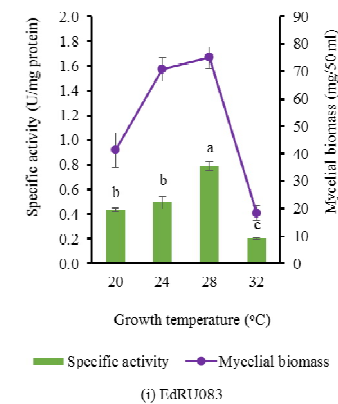 Specific activity (U/mg protein)
2.0
1.8
1.6
1.4
1.2
1.0
0.8
0.6
0.4
0.2
0.0
90
80
70
60
50
40
30
20
10
0
Mycelial biomass (mg/50 ml)
b
b
a
c
20 24 28 32
Growth temperature (ºC)
Specific activity Mycelial biomass
(i) EdRU083